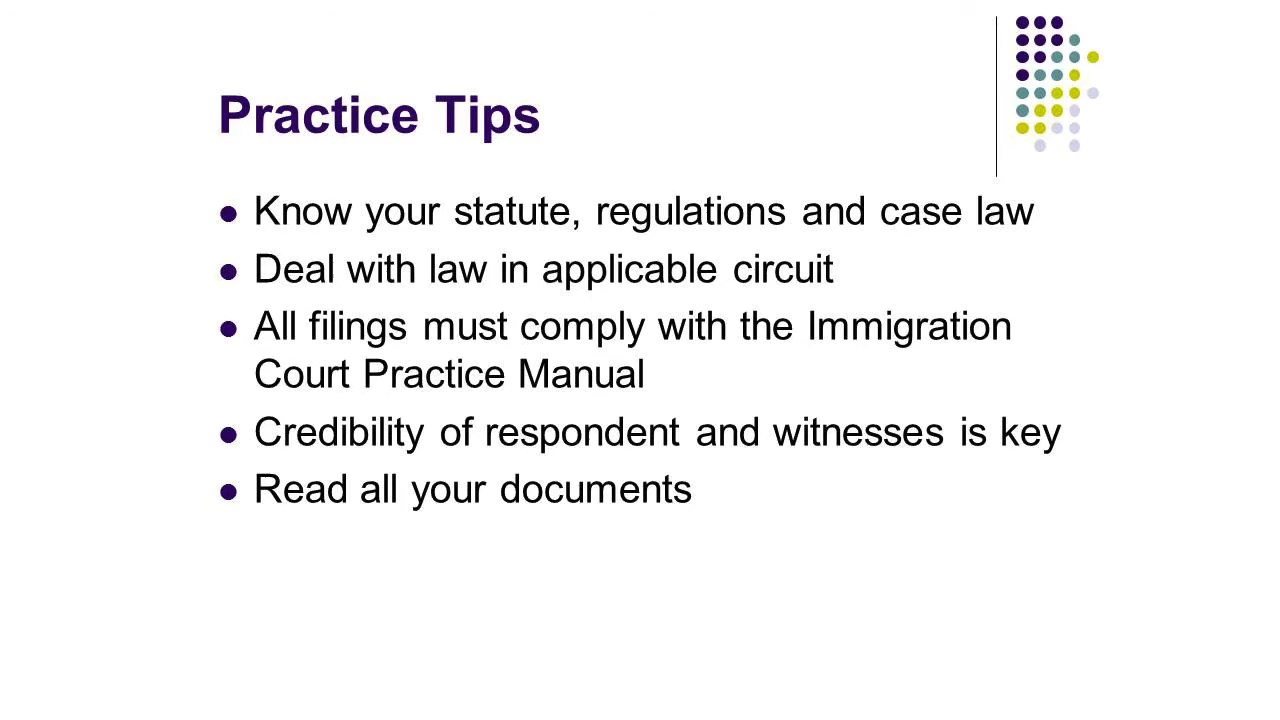 Practice Tips
Know your statute, regulations and case law
Deal with law in applicable circuit
All filings must comply with the Immigration
Court Practice Manual
Credibility of respondent and witnesses is key
Read all your documents